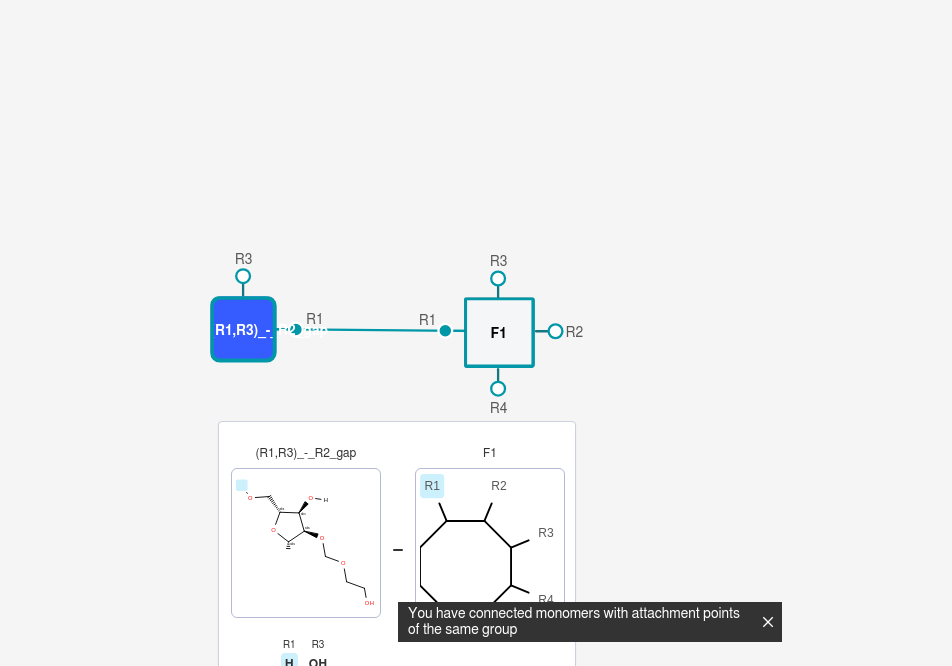 R3
R3
R1,R3)_-_R2_gap
R1
R1
F1
R2
R4
(R1,R3)_-_R2_gap
F1
R1
R2
R3
R4
O
O
H
O
O
O
OH
–
You have connected monomers with attachment points
of the same group
R1 R3
H OH